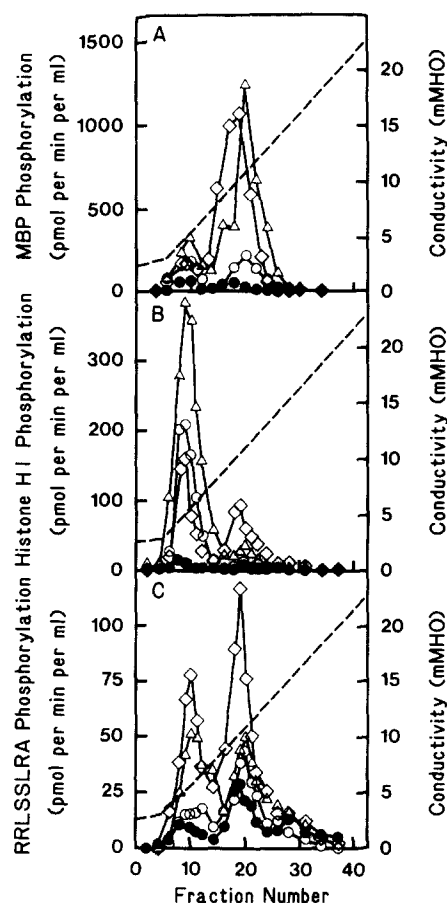 A
1500
1000
500
250
0
MBP Phosphorylation
(pmol per min per ml)
20
15
10
5
0
Conductivity (mMHO)
B
300
200
100
0
Histone H1 Phosphorylation
(pmol per min per ml)
20
15
10
5
0
Conductivity (mMHO)
C
100
75
50
25
0
RRLSSLRA Phosphorylation
(pmol per min per ml)
20
15
10
5
0
Conductivity (mMHO)
0 10 20 30 40
Fraction Number